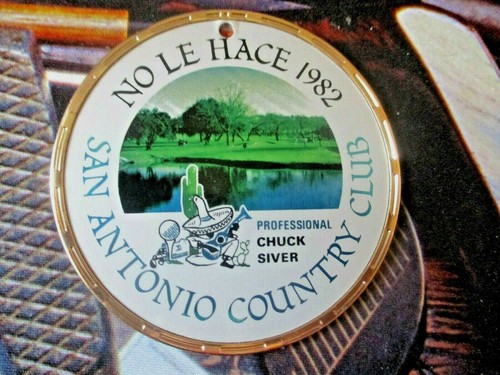 NO LE HACE 1982
PROFESSIONAL
CHUCK
SIVER
SAN ANTONIO COUNTRY CLUB